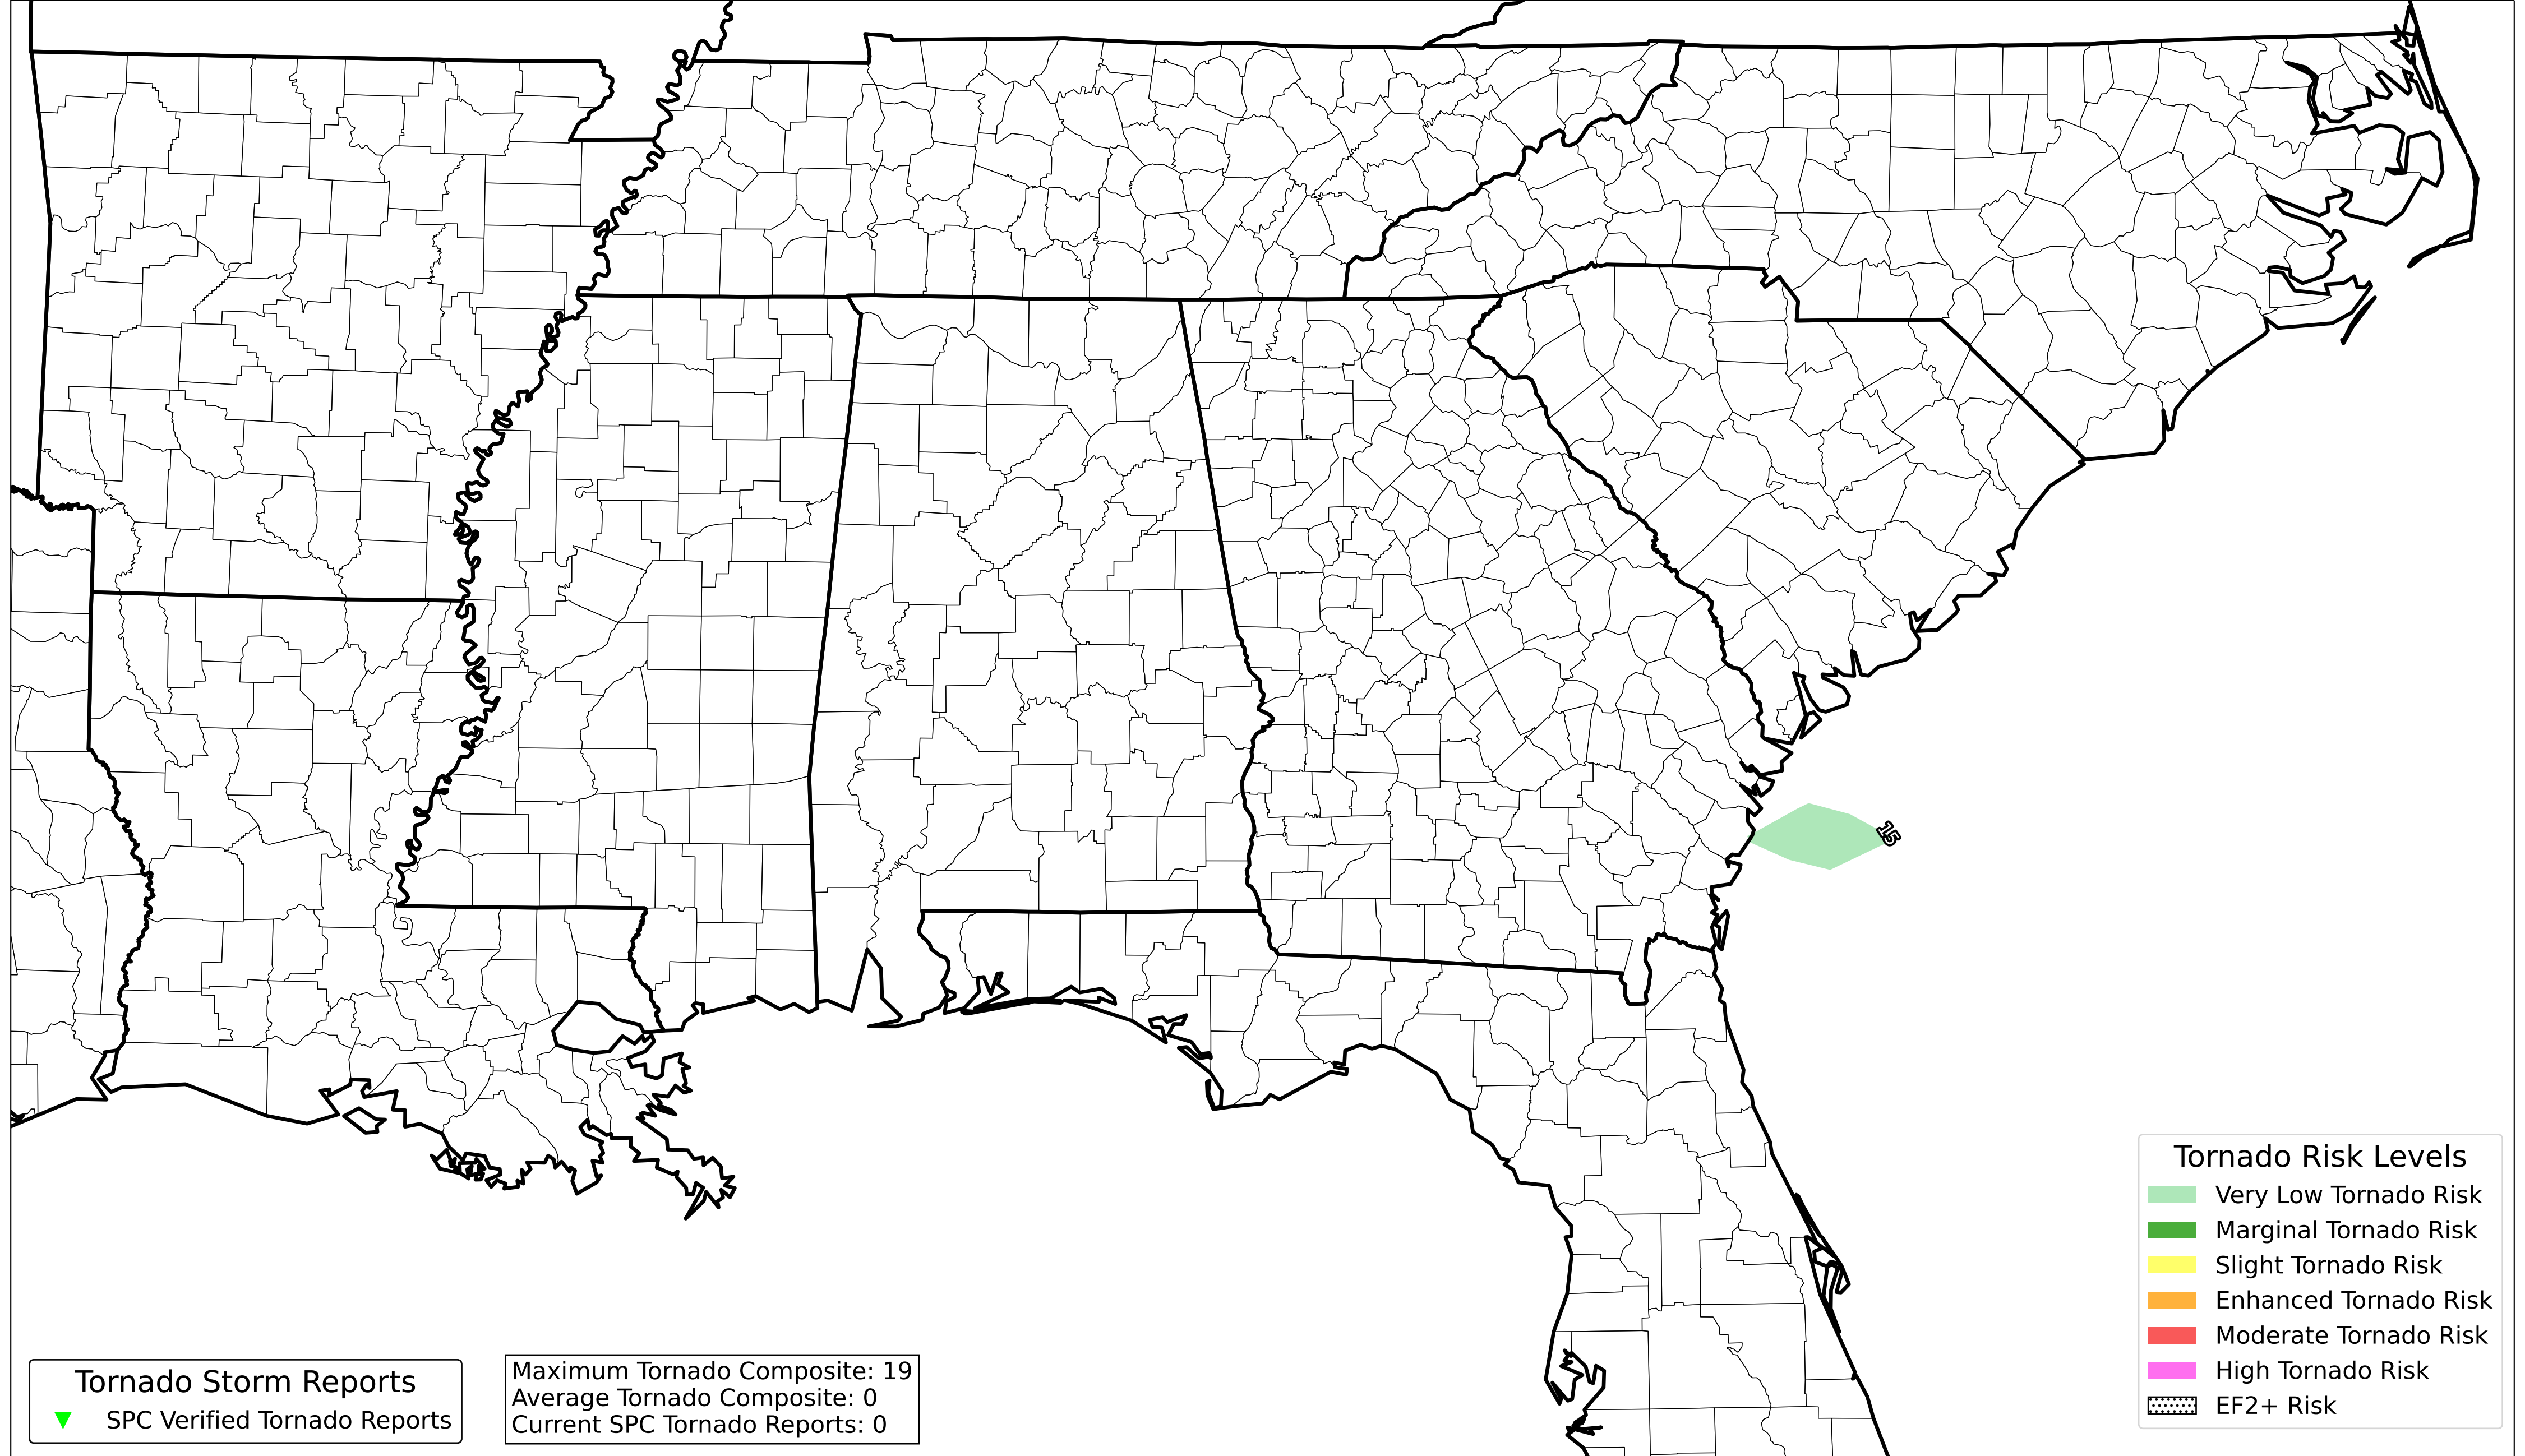 15
Tornado Risk Levels
Very Low Tornado Risk
Marginal Tornado Risk
Slight Tornado Risk
Enhanced Tornado Risk
Moderate Tornado Risk
High Tornado Risk
EF2+ Risk
Tornado Storm Reports
SPC Verified Tornado Reports
Maximum Tornado Composite: 19
Average Tornado Composite: 0
Current SPC Tornado Reports: 0